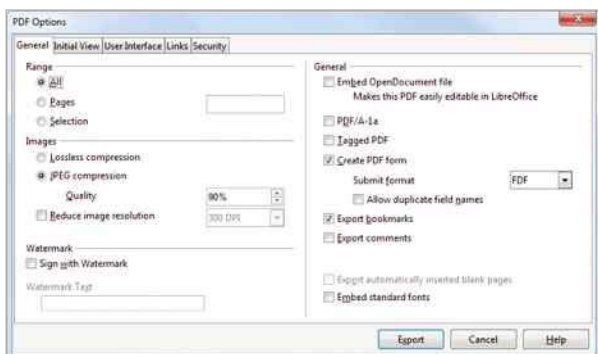 PDF Options
General Initial View User Interface Links Security
Range
All
Pages
Selection
Images
Lossless compression
JPEG compression
Quality 90%
Reduce image resolution 300 DPI
Watermark
Sign with Watermark
Watermark Text
General
Embed OpenDocument file
Makes this PDF easily editable in LibreOffice
PDF/A-1a
Tagged PDF
Create PDF form
Submit format FDF
Allow duplicate field names
Export bookmarks
Export comments
Export automatically inserted blank pages
Embed standard fonts
Export Cancel Help